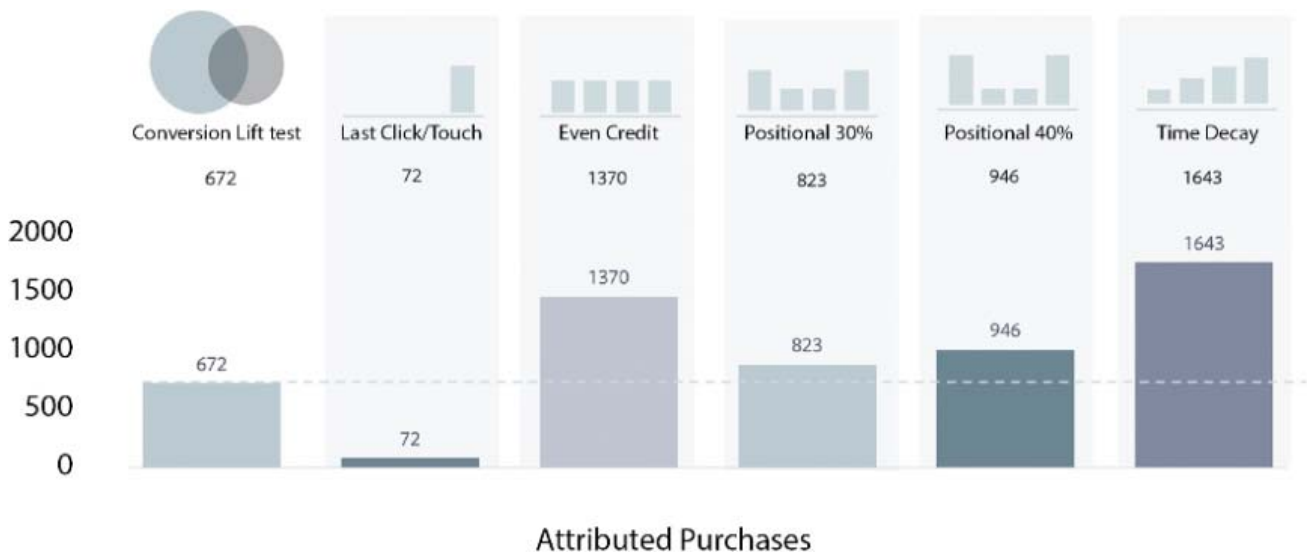 Conversion Lift test
Last Click/Touch
Even Credit
Positional 30%
Positional 40%
Time Decay
672
72
1370
823
946
1643
2000
1500
1000
500
0
672
72
1370
823
946
1643
Attributed Purchases